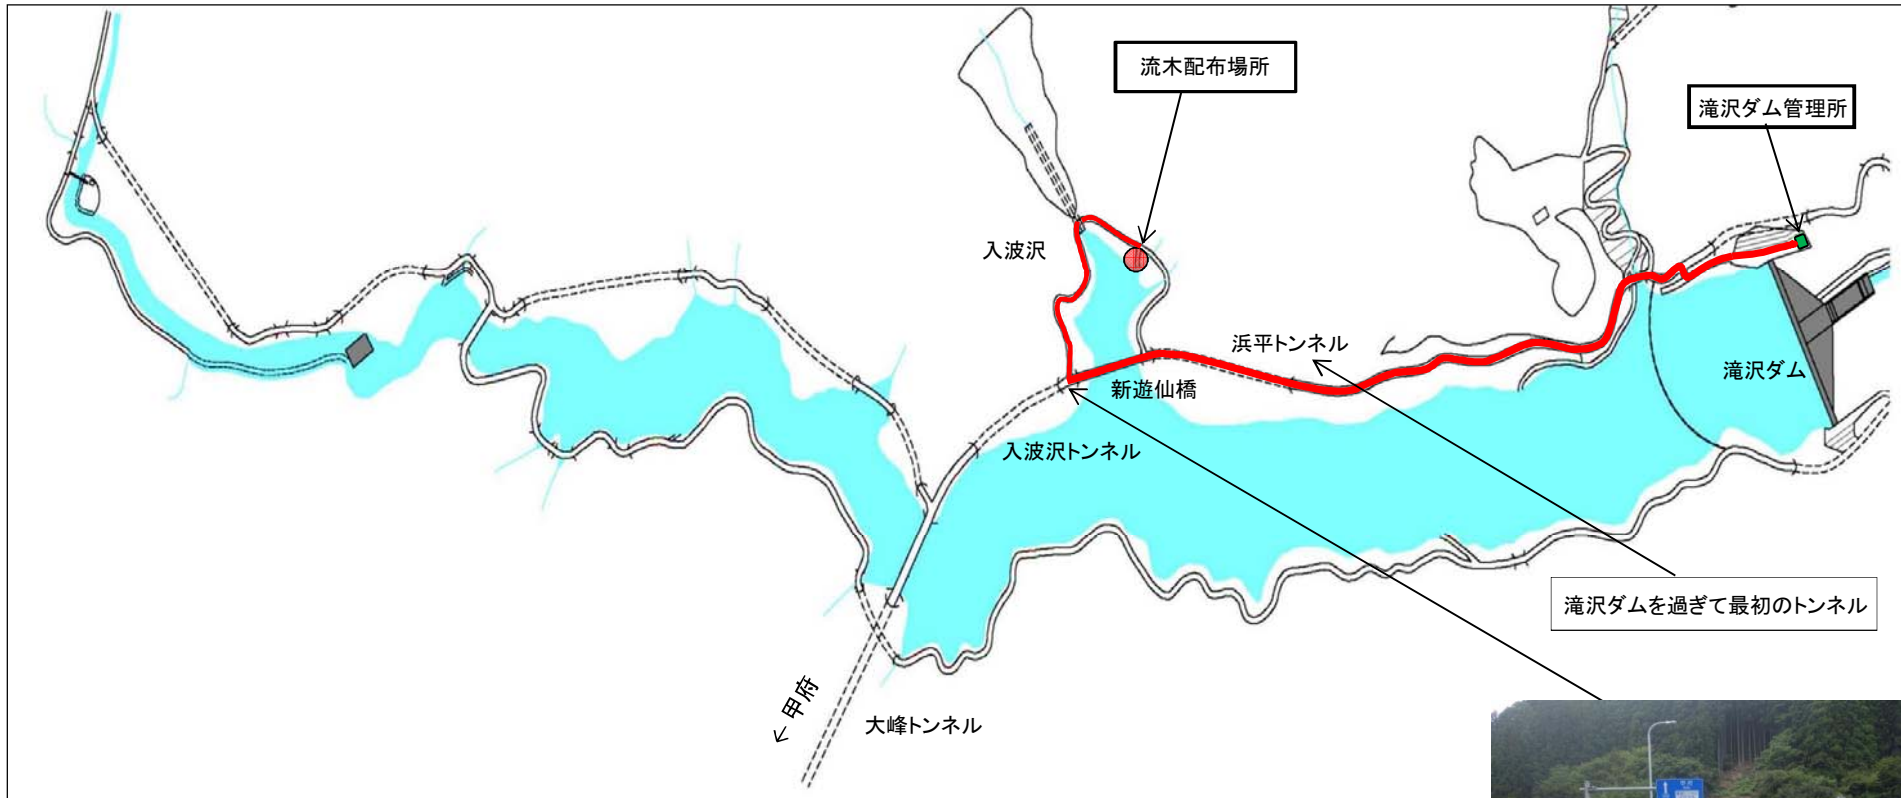 流木配布場所
滝沢ダム管理所
入波沢
浜平トンネル
新遊仙橋
滝沢ダム
入波沢トンネル
滝沢ダムを過ぎて最初のトンネル
← 甲府
大峰トンネル